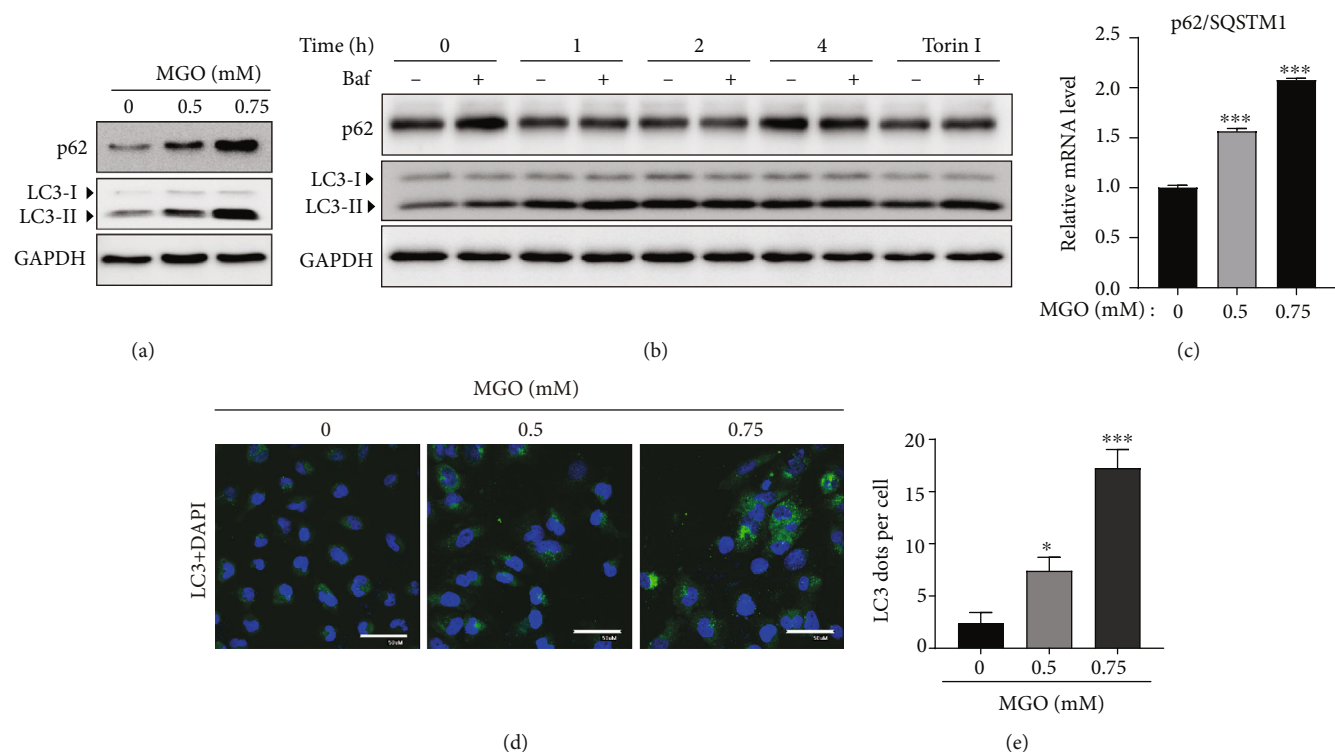 MGO (mM)
0 0.5 0.75
p62
LC3-I
LC3-II
GAPDH
(a)
Time (h) 0 1 2 4 Torin I
Baf – + – + – + – + – +
p62
LC3-I
LC3-II
GAPDH
(b)
p62/SQSTM1
Relative mRNA level
2.5
2.0
1.5
1.0
0.5
0.0
***
***
MGO (mM) : 0 0.5 0.75
(c)
MGO (mM)
0 0.5 0.75
LC3+DAPI
50uM 50uM 50uM
(d)
LC3 dots per cell
20
15
10
5
0
*
***
0 0.5 0.75
MGO (mM)
(e)